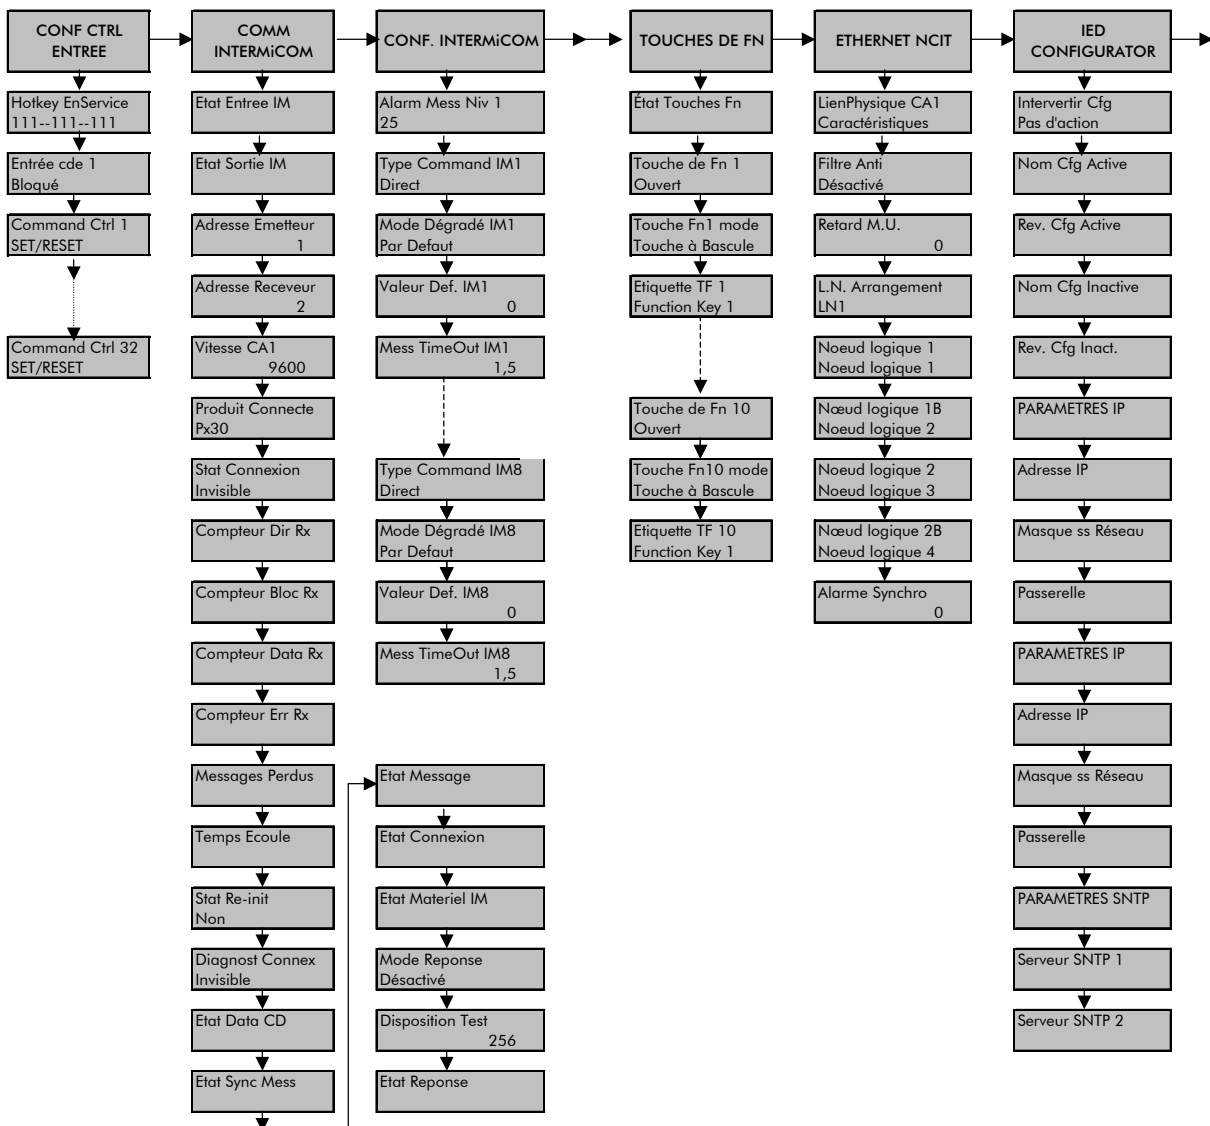 CONF CTRL
ENTREE
Hotkey EnService
111--111--111
Entrée cde 1
Bloqué
Command Ctrl 1
SET/RESET
Command Ctrl 32
SET/RESET
COMM
INTERMiCOM
Etat Entree IM
Etat Sortie IM
Adresse Emetteur
1
Adresse Receveur
2
Vitesse CA1
9600
Produit Connecte
Px30
Stat Connexion
Invisible
Compteur Dir Rx
Compteur Bloc Rx
Compteur Data Rx
Compteur Err Rx
Messages Perdus
Temps Ecoule
Stat Re-init
Non
Diagnost Connex
Invisible
Etat Data CD
Etat Sync Mess
CONF. INTERMiCOM
Alarm Mess Niv 1
25
Type Command IM1
Direct
Mode Dégradé IM1
Par Defaut
Valeur Def. IM1
0
Mess TimeOut IM1
1,5
Type Command IM8
Direct
Mode Dégradé IM8
Par Defaut
Valeur Def. IM8
0
Mess TimeOut IM8
1,5
Etat Message
Etat Connexion
Etat Materiel IM
Mode Reponse
Désactivé
Disposition Test
256
Etat Reponse
TOUCHES DE FN
État Touches Fn
Touche de Fn 1
Ouvert
Touche Fn1 mode
Touche à Bascule
Etiquette TF 1
Function Key 1
Touche de Fn 10
Ouvert
Touche Fn10 mode
Touche à Bascule
Etiquette TF 10
Function Key 1
ETHERNET NCIT
LienPhysique CA1
Caractéristiques
Filtre Anti
Désactivé
Retard M.U.
0
L.N. Arrangement
LN1
Noeud logique 1
Noeud logique 1
Nœud logique 1B
Noeud logique 2
Noeud logique 2
Noeud logique 3
Nœud logique 2B
Noeud logique 4
Alarme Synchro
0
IED
CONFIGURATOR
Intervertir Cfg
Pas d'action
Nom Cfg Active
Rev. Cfg Active
Nom Cfg Inactive
Rev. Cfg Inact.
PARAMETRES IP
Adresse IP
Masque ss Réseau
Passerelle
PARAMETRES IP
Adresse IP
Masque ss Réseau
Passerelle
PARAMETRES SNTP
Serveur SNTP 1
Serveur SNTP 2